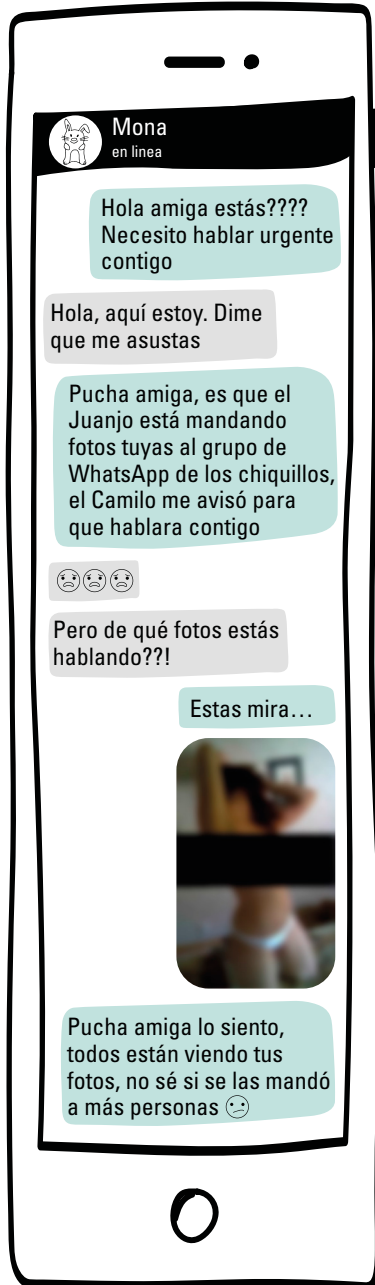 Mona
en linea
Hola amiga estás????
Necesito hablar urgente
contigo
Hola, aquí estoy. Dime
que me asustas
Pucha amiga, es que el
Juanjo está mandando
fotos tuyas al grupo de
WhatsApp de los chiquillos,
el Camilo me avisó para
que hablara contigo
Pero de qué fotos estás
hablando??!
Estas mira…
Pucha amiga lo siento,
todos están viendo tus
fotos, no sé si se las mandó
a más personas